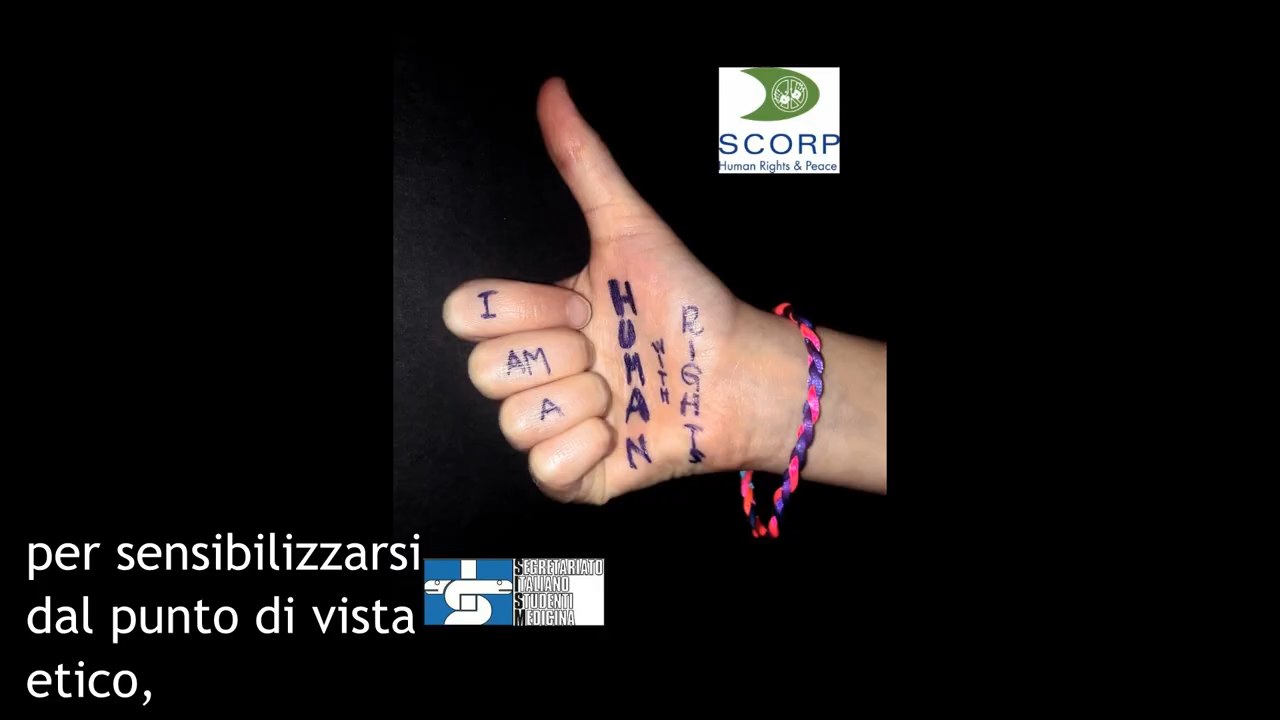 SCORP
Human Rights & Peace
I
AM
A
HUMAN
WITH
RIGHTS
per sensibilizzarsi
dal punto di vista
etico,
SEGRETARIATO
ITALIANO
STUDENTI
MEDICINA